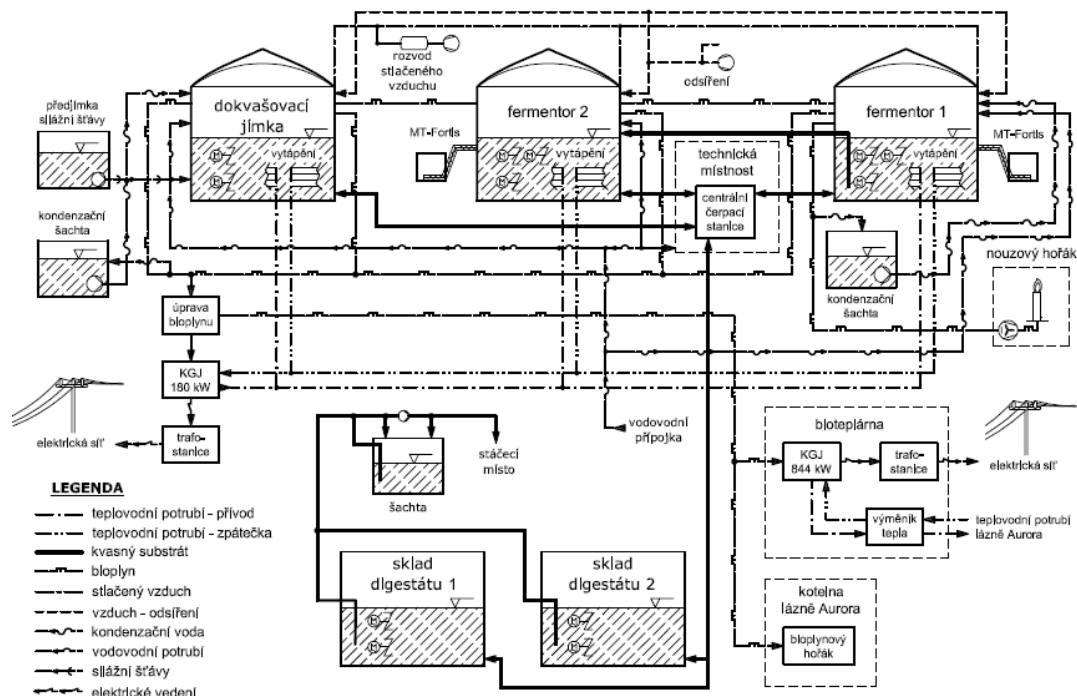 rozvod
stlačeného
vzduchu
odsíření
předjímka
silážní šťávy
dokvašovací
jímka
vytápění
MT-Fortis
fermentor 2
vytápění
technická
místnost
centrální
čerpací
stanice
fermentor 1
vytápění
MT-Fortis
kondenzační
šachta
kondenzační
šachta
nouzový hořák
úprava
bioplynu
KGJ
180 kW
elektrická síť
trafo-
stanice
vodovodní
přípojka
stáčecí
místo
šachta
bioteplárna
KGJ
844 kW
trafo-
stanice
elektrická síť
výměník
tepla
teplovodní potrubí
lázně Aurora
sklad
digestátu 1
sklad
digestátu 2
kotelna
lázně Aurora
bioplynový
hořák
LEGENDA
teplovodní potrubí - přívod
teplovodní potrubí - zpátečka
kvasný substrát
bioplyn
stlačený vzduch
vzduch - odsíření
kondenzační voda
vodovodní potrubí
silážní šťávy
elektrické vedení
M
M
M
M
M
M
M
M
M
M
M
M